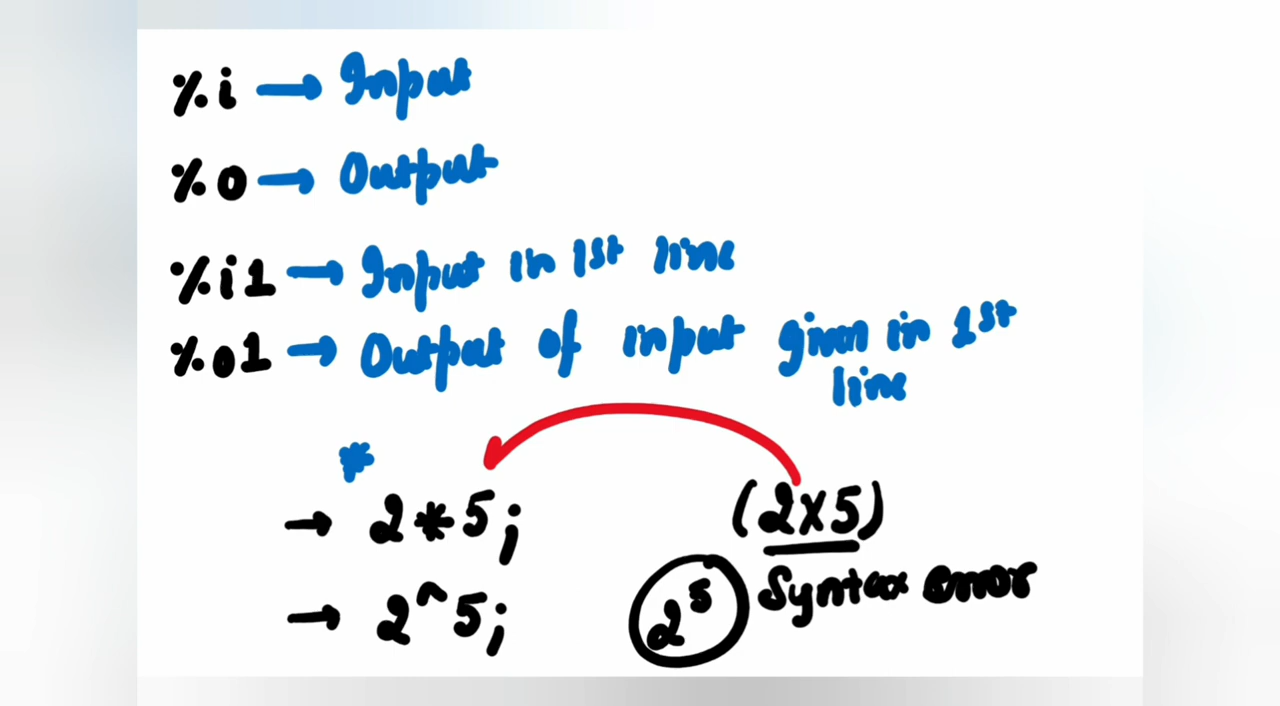 %i → Input
%o → Output
%i1 → Input in 1st line
%o1 → Output of input given in 1st
line
*
→ 2*5; (2×5)
Syntax error
→ 2^5; 2⁵